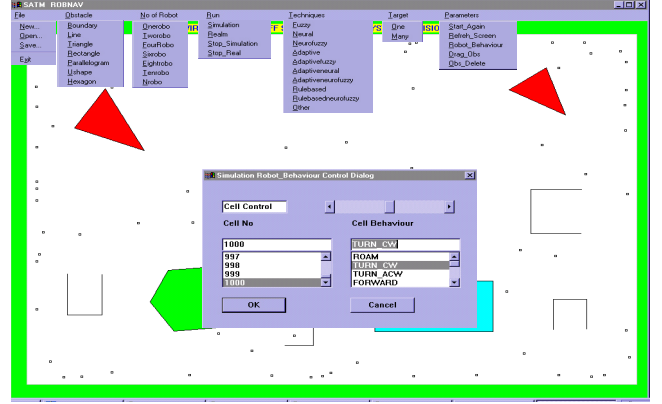 SATM_ROBNAV
File Obstacle No of Robot Run Techniques Target Parameters
New...
Open...
Save...
Exit
Boundary
Line
Triangle
Rectangle
Parallelogram
Ushape
Hexagon
Onerobo
Tworobo
FourRobo
Sixrobo
Eightrobo
Tenrobo
Nrobo
Simulation
Realm
Stop_Simulation
Stop_Real
Fuzzy
Neural
Neurofuzzy
Adaptive
Adaptivefuzzy
Adaptiveneural
Adaptiveneurofuzzy
Rulebased
Rulebasedneurofuzzy
Other
One
Many
Start_Again
Refresh_Screen
Robot_Behaviour
Drag_Obs
Obs_Delete
Simulation Robot_Behaviour Control Dialog
Cell Control
Cell No Cell Behaviour
1000 TURN_CW
997 ROAM
998 TURN_CW
999 TURN_ACW
1000 FORWARD
OK Cancel